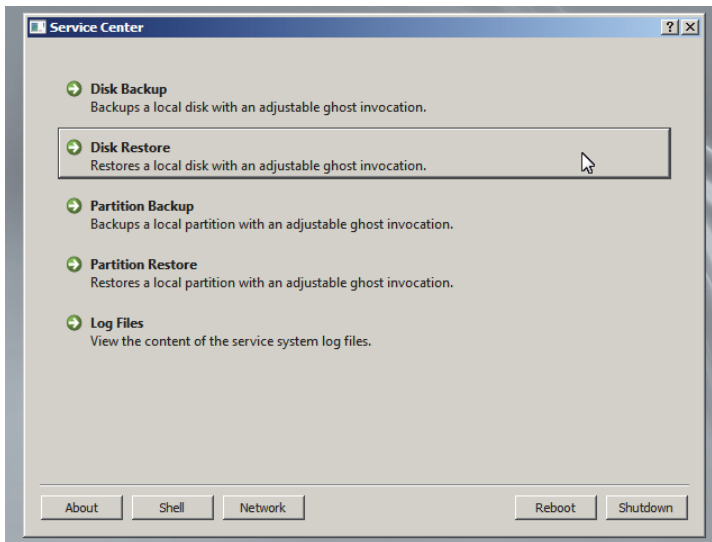 Service Center
Disk Backup
Backups a local disk with an adjustable ghost invocation.
Disk Restore
Restores a local disk with an adjustable ghost invocation.
Partition Backup
Backups a local partition with an adjustable ghost invocation.
Partition Restore
Restores a local partition with an adjustable ghost invocation.
Log Files
View the content of the service system log files.
About Shell Network Reboot Shutdown